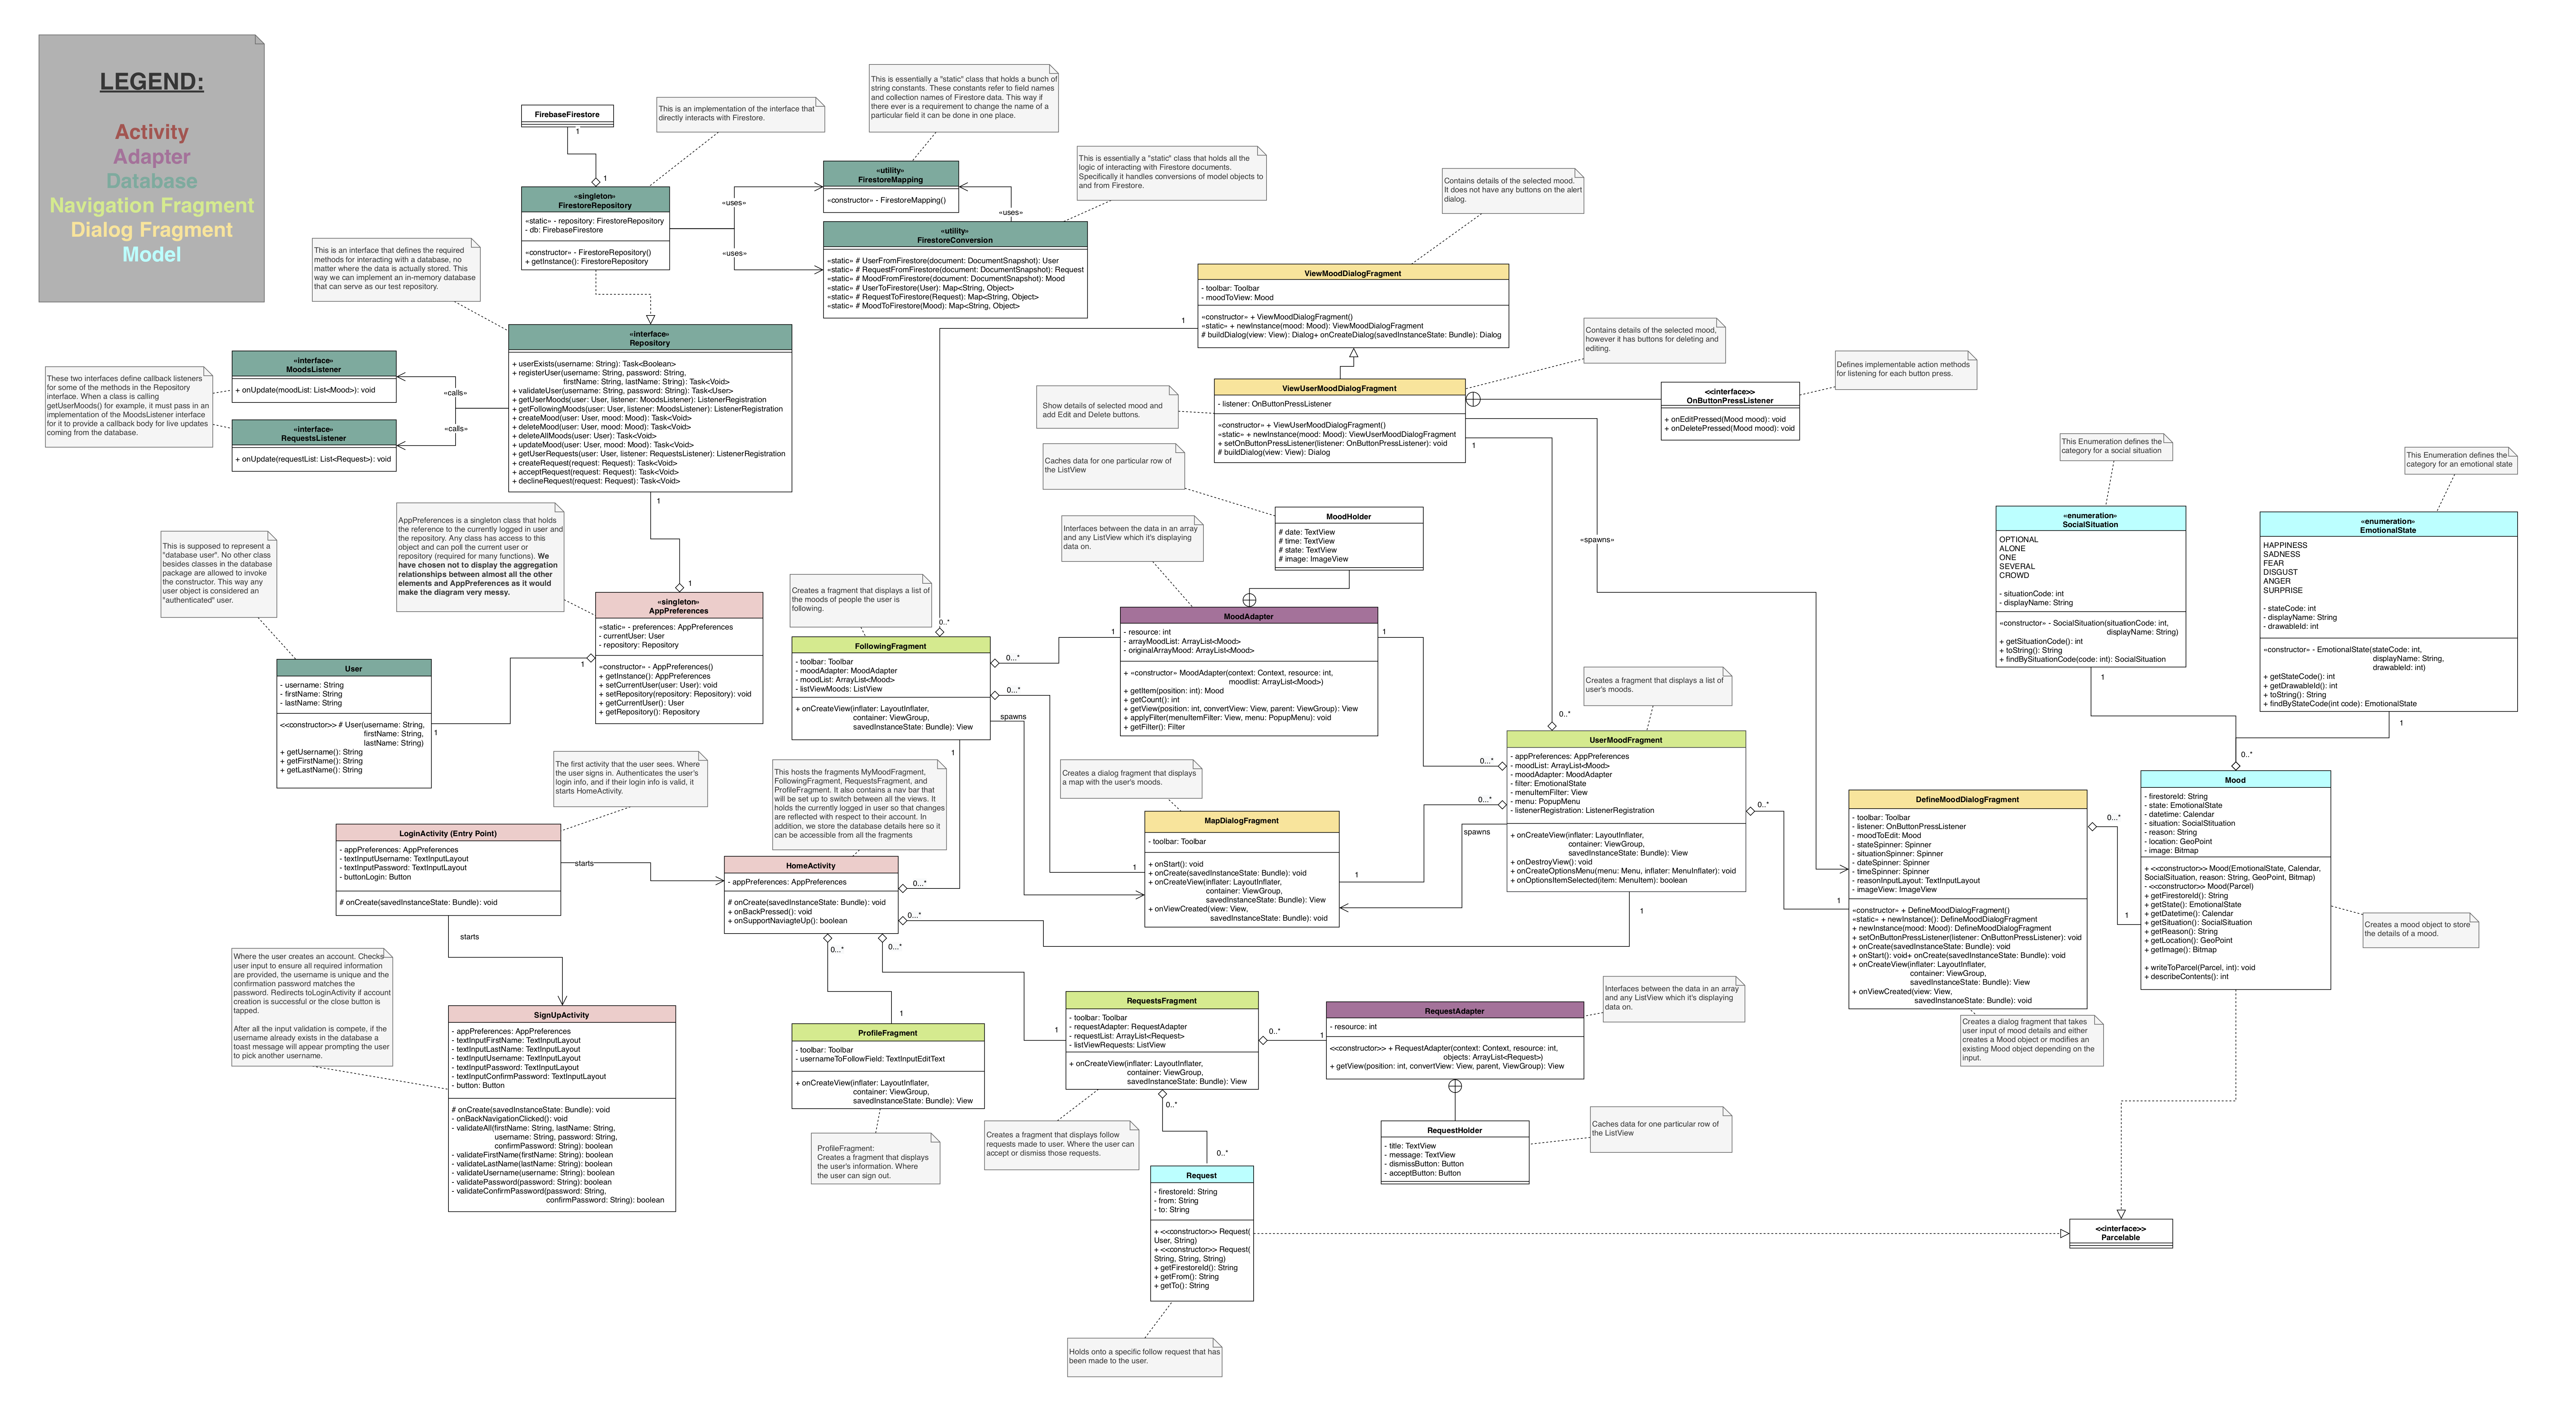 LEGEND:
Activity
Adapter
Database
Navigation Fragment
Dialog Fragment
Model
FirebaseFirestore
1
1
This is an implementation of the interface that
directly interacts with Firestore.
This is essentially a "static" class that holds a bunch of
string constants. These constants refer to field names
and collection names of Firestore data. This way if
there ever is a requirement to change the name of a
particular field it can be done in one place.
«singleton»
FirestoreRepository
«static» - repository: FirestoreRepository
- db: FirebaseFirestore
«constructor» - FirestoreRepository()
+ getInstance(): FirestoreRepository
«uses»
«uses»
«uses»
«utility»
FirestoreMapping
«constructor» - FirestoreMapping()
This is essentially a "static" class that holds all the
logic of interacting with Firestore documents.
Specifically it handles conversions of model objects to
and from Firestore.
«utility»
FirestoreConversion
«static» # UserFromFirestore(document: DocumentSnapshot): User
«static» # RequestFromFirestore(document: DocumentSnapshot): Request
«static» # MoodFromFirestore(document: DocumentSnapshot): Mood
«static» # UserToFirestore(User): Map<String, Object>
«static» # RequestToFirestore(Request): Map<String, Object>
«static» # MoodToFirestore(Mood): Map<String, Object>
This is an interface that defines the required
methods for interacting with a database, no
matter where the data is actually stored. This
way we can implement an in-memory database
that can serve as our test repository.
«interface»
Repository
+ userExists(username: String): Task<Boolean>
+ registerUser(username: String, password: String,
firstName: String, lastName: String): Task<Void>
+ validateUser(username: String, password: String): Task<User>
+ getUserMoods(user: User, listener: MoodsListener): ListenerRegistration
+ getFollowingMoods(user: User, listener: MoodsListener): ListenerRegistration
+ createMood(user: User, mood: Mood): Task<Void>
+ deleteMood(user: User, mood: Mood): Task<Void>
+ deleteAllMoods(user: User): Task<Void>
+ updateMood(user: User, mood: Mood): Task<Void>
+ getUserRequests(user: User, listener: RequestsListener): ListenerRegistration
+ createRequest(request: Request): Task<Void>
+ acceptRequest(request: Request): Task<Void>
+ declineRequest(request: Request): Task<Void>
«calls»
«calls»
«interface»
MoodsListener
+ onUpdate(moodList: List<Mood>): void
«interface»
RequestsListener
+ onUpdate(requestList: List<Request>): void
These two interfaces define callback listeners
for some of the methods in the Repository
interface. When a class is calling
getUserMoods() for example, it must pass in an
implementation of the MoodsListener interface
for it to provide a callback body for live updates
coming from the database.
1
1
AppPreferences is a singleton class that holds
the reference to the currently logged in user and
the repository. Any class has access to this
object and can poll the current user or
repository (required for many functions). We
have chosen not to display the aggregation
relationships between almost all the other
elements and AppPreferences as it would
make the diagram very messy.
«singleton»
AppPreferences
«static» - preferences: AppPreferences
- currentUser: User
- repository: Repository
«constructor» - AppPreferences()
+ getInstance(): AppPreferences
+ setCurrentUser(user: User): void
+ setRepository(repository: Repository): void
+ getCurrentUser(): User
+ getRepository(): Repository
1
1
This is supposed to represent a
"database user". No other class
besides classes in the database
package are allowed to invoke
the constructor. This way any
user object is considered an
"authenticated" user.
User
- username: String
- firstName: String
- lastName: String
<<constructor>> # User(username: String,
firstName: String,
lastName: String)
+ getUsername(): String
+ getFirstName(): String
+ getLastName(): String
The first activity that the user sees. Where
the user signs in. Authenticates the user's
login info, and if their login info is valid, it
starts HomeActivity.
LoginActivity (Entry Point)
- appPreferences: AppPreferences
- textInputUsername: TextInputLayout
- textInputPassword: TextInputLayout
- buttonLogin: Button
# onCreate(savedInstanceState: Bundle): void
starts
starts
Where the user creates an account. Checks
user input to ensure all required information
are provided, the username is unique and the
confirmation password matches the
password. Redirects toLoginActivity if account
creation is successful or the close button is
tapped.
After all the input validation is compete, if the
username already exists in the database a
toast message will appear prompting the user
to pick another username.
SignUpActivity
- appPreferences: AppPreferences
- textInputFirstName: TextInputLayout
- textInputLastName: TextInputLayout
- textInputUsername: TextInputLayout
- textInputPassword: TextInputLayout
- textInputConfirmPassword: TextInputLayout
- button: Button
# onCreate(savedInstanceState: Bundle): void
- onBackNavigationClicked(): void
- validateAll(firstName: String, lastName: String,
username: String, password: String,
confirmPassword: String): boolean
- validateFirstName(firstName: String): boolean
- validateLastName(lastName: String): boolean
- validateUsername(username: String): boolean
- validatePassword(password: String): boolean
- validateConfirmPassword(password: String,
confirmPassword: String): boolean
This hosts the fragments MyMoodFragment,
FollowingFragment, RequestsFragment, and
ProfileFragment. It also contains a nav bar that
will be set up to switch between all the views. It
holds the currently logged in user so that changes
are reflected with respect to their account. In
addition, we store the database details here so it
can be accessible from all the fragments
HomeActivity
- appPreferences: AppPreferences
# onCreate(savedInstanceState: Bundle): void
+ onBackPressed(): void
+ onSupportNaviagteUp(): boolean
0...*
0...*
0...*
0...*
1
1
1
1
Creates a fragment that displays a list of
the moods of people the user is
following.
FollowingFragment
- toolbar: Toolbar
- moodAdapter: MoodAdapter
- moodList: ArrayList<Mood>
- listViewMoods: ListView
+ onCreateView(inflater: LayoutInflater,
container: ViewGroup,
savedInstanceState: Bundle): View
0..*
0...*
0...*
spawns
ProfileFragment
- toolbar: Toolbar
- usernameToFollowField: TextInputEditText
+ onCreateView(inflater: LayoutInflater,
container: ViewGroup,
savedInstanceState: Bundle): View
ProfileFragment:
Creates a fragment that displays
the user's information. Where
the user can sign out.
Contains details of the selected mood.
It does not have any buttons on the alert
dialog.
ViewMoodDialogFragment
- toolbar: Toolbar
- moodToView: Mood
«constructor» + ViewMoodDialogFragment()
«static» + newInstance(mood: Mood): ViewMoodDialogFragment
# buildDialog(view: View): Dialog+ onCreateDialog(savedInstanceState: Bundle): Dialog
1
Contains details of the selected mood,
however it has buttons for deleting and
editing.
Show details of selected mood and
add Edit and Delete buttons.
ViewUserMoodDialogFragment
- listener: OnButtonPressListener
«constructor» + ViewUserMoodDialogFragment()
«static» + newInstance(mood: Mood): ViewUserMoodDialogFragment
+ setOnButtonPressListener(listener: OnButtonPressListener): void
# buildDialog(view: View): Dialog
1
Defines implementable action methods
for listening for each button press.
<<interface>>
OnButtonPressListener
+ onEditPressed(Mood mood): void
+ onDeletePressed(Mood mood): void
«spawns»
Caches data for one particular row of
the ListView
MoodHolder
# date: TextView
# time: TextView
# state: TextView
# image: ImageView
Interfaces between the data in an array
and any ListView which it's displaying
data on.
MoodAdapter
- resource: int
- arrayMoodList: ArrayList<Mood>
- originalArrayMood: ArrayList<Mood>
+ «constructor» MoodAdapter(context: Context, resource: int,
moodlist: ArrayList<Mood>)
+ getItem(position: int): Mood
+ getCount(): int
+ getView(position: int, convertView: View, parent: ViewGroup): View
+ applyFilter(menuItemFilter: View, menu: PopupMenu): void
+ getFilter(): Filter
1
1
Creates a dialog fragment that displays
a map with the user's moods.
MapDialogFragment
- toolbar: Toolbar
+ onStart(): void
+ onCreate(savedInstanceState: Bundle): void
+ onCreateView(inflater: LayoutInflater,
container: ViewGroup,
savedInstanceState: Bundle): View
+ onViewCreated(view: View,
savedInstanceState: Bundle): void
1
1
Creates a fragment that displays a list of
user's moods.
UserMoodFragment
- appPreferences: AppPreferences
- moodList: ArrayList<Mood>
- moodAdapter: MoodAdapter
- filter: EmotionalState
- menuItemFilter: View
- menu: PopupMenu
- listenerRegistration: ListenerRegistration
+ onCreateView(inflater: LayoutInflater,
container: ViewGroup,
savedInstanceState: Bundle): View
+ onDestroyView(): void
+ onCreateOptionsMenu(menu: Menu, inflater: MenuInflater): void
+ onOptionsItemSelected(item: MenuItem): boolean
0..*
0...*
0...*
spawns
0..*
1
DefineMoodDialogFragment
- toolbar: Toolbar
- listener: OnButtonPressListener
- moodToEdit: Mood
- stateSpinner: Spinner
- situationSpinner: Spinner
- dateSpinner: Spinner
- timeSpinner: Spinner
- reasonInputLayout: TextInputLayout
- imageView: ImageView
«constructor» + DefineMoodDialogFragment()
«static» + newInstance(): DefineMoodDialogFragment
+ newInstance(mood: Mood): DefineMoodDialogFragment
+ setOnButtonPressListener(listener: OnButtonPressListener): void
+ onCreate(savedInstanceState: Bundle): void
+ onStart(): void+ onCreate(savedInstanceState: Bundle): void
+ onCreateView(inflater: LayoutInflater,
container: ViewGroup,
savedInstanceState: Bundle): View
+ onViewCreated(view: View,
savedInstanceState: Bundle): void
Creates a dialog fragment that takes
user input of mood details and either
creates a Mood object or modifies an
existing Mood object depending on the
input.
0...*
1
This Enumeration defines the
category for a social situation
«enumeration»
SocialSituation
OPTIONAL
ALONE
ONE
SEVERAL
CROWD
- situationCode: int
- displayName: String
«constructor» - SocialSituation(situationCode: int,
displayName: String)
+ getSituationCode(): int
+ toString(): String
+ findBySituationCode(code: int): SocialSituation
1
This Enumeration defines the
category for an emotional state
«enumeration»
EmotionalState
HAPPINESS
SADNESS
FEAR
DISGUST
ANGER
SURPRISE
- stateCode: int
- displayName: String
- drawableId: int
«constructor» - EmotionalState(stateCode: int,
displayName: String,
drawableId: int)
+ getStateCode(): int
+ getDrawableId(): int
+ toString(): String
+ findByStateCode(int code): EmotionalState
1
0..*
Mood
- firestoreId: String
- state: EmotionalState
- datetime: Calendar
- situation: SocialStituation
- reason: String
- location: GeoPoint
- image: Bitmap
+ <<constructor>> Mood(EmotionalState, Calendar,
SocialSituation, reason: String, GeoPoint, Bitmap)
- <<constructor>> Mood(Parcel)
+ getFirestoreId(): String
+ getState(): EmotionalState
+ getDatetime(): Calendar
+ getSituation(): SocialSituation
+ getReason(): String
+ getLocation(): GeoPoint
+ getImage(): Bitmap
+ writeToParcel(Parcel, int): void
+ describeContents(): int
Creates a mood object to store
the details of a mood.
RequestsFragment
- toolbar: Toolbar
- requestAdapter: RequestAdapter
- requestList: ArrayList<Request>
- listViewRequests: ListView
+ onCreateView(inflater: LayoutInflater,
container: ViewGroup,
savedInstanceState: Bundle): View
0...*
1
0..*
0..*
Creates a fragment that displays follow
requests made to user. Where the user can
accept or dismiss those requests.
RequestAdapter
- resource: int
<<constructor>> + RequestAdapter(context: Context, resource: int,
objects: ArrayList<Request>)
+ getView(position: int, convertView: View, parent, ViewGroup): View
Interfaces between the data in an array
and any ListView which it's displaying
data on.
RequestHolder
- title: TextView
- message: TextView
- dismissButton: Button
- acceptButton: Button
Caches data for one particular row of
the ListView
Request
- firestoreId: String
- from: String
- to: String
+ <<constructor>> Request(
User, String)
+ <<constructor>> Request(
String, String, String)
+ getFirestoreId(): String
+ getFrom(): String
+ getTo(): String
Holds onto a specific follow request that has
been made to the user.
<<interface>>
Parcelable